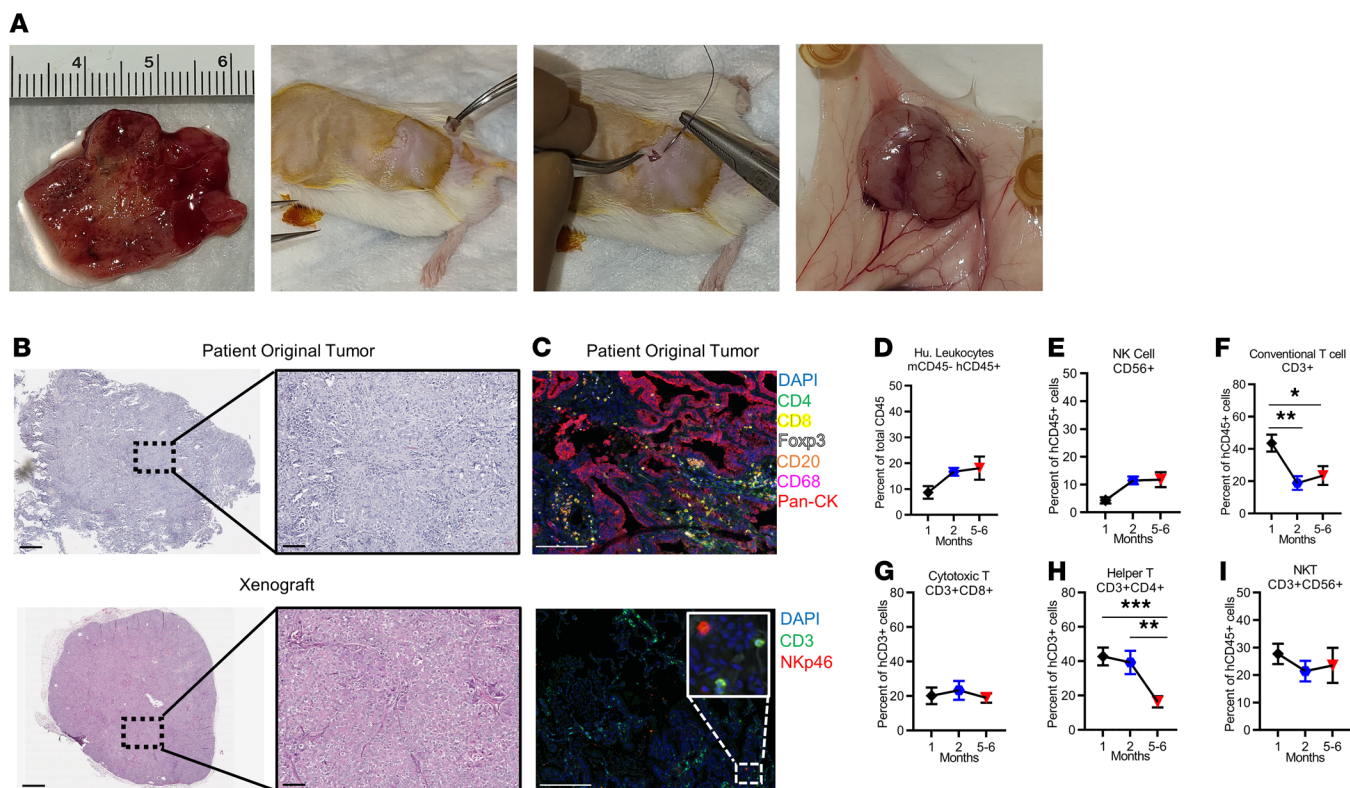 A
4 5 6
B
Patient Original Tumor
Xenograft
C
Patient Original Tumor
DAPI
CD4
CD8
Foxp3
CD20
CD68
Pan-CK
DAPI
CD3
NKp46
D
Hu. Leukocytes
mCD45- hCD45+
Percent of total CD45
50
40
30
20
10
0
1 2 5-6
Months
E
NK Cell
CD56+
Percent of hCD45+ cells
50
40
30
20
10
0
1 2 5-6
Months
F
Conventional T cell
CD3+
Percent of hCD45+ cells
80
60
40
20
0
*
**
1 2 5-6
Months
G
Cytotoxic T
CD3+CD8+
Percent of hCD3+ cells
80
60
40
20
0
1 2 5-6
Months
H
Helper T
CD3+CD4+
Percent of hCD3+ cells
80
60
40
20
0
***
**
1 2 5-6
Months
I
NKT
CD3+CD56+
Percent of hCD45+ cells
50
40
30
20
10
0
1 2 5-6
Months